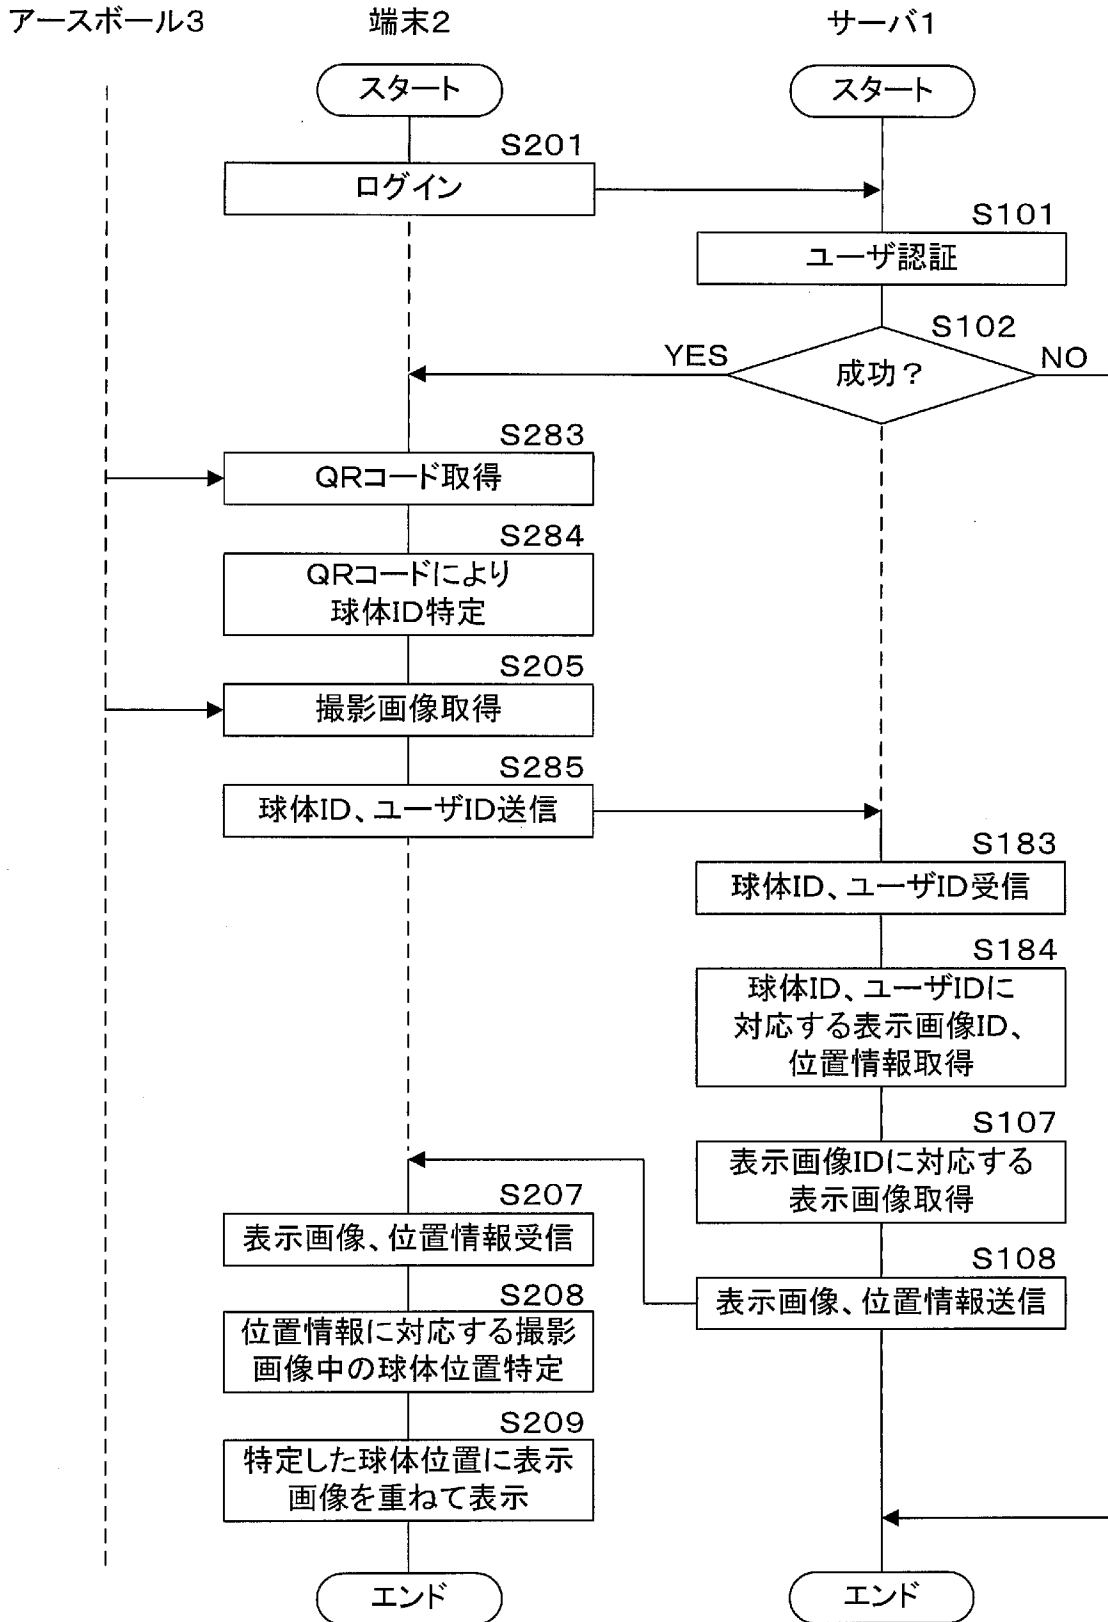 アースボール3
端末2
サーバ1
スタート
スタート
S201
ログイン
S101
ユーザ認証
S102
YES
成功？
NO
S283
QRコード取得
S284
QRコードにより
球体ID特定
S205
撮影画像取得
S285
球体ID、ユーザID送信
S183
球体ID、ユーザID受信
S184
球体ID、ユーザIDに
対応する表示画像ID、
位置情報取得
S107
表示画像IDに対応する
表示画像取得
S207
表示画像、位置情報受信
S108
表示画像、位置情報送信
S208
位置情報に対応する撮影
画像中の球体位置特定
S209
特定した球体位置に表示
画像を重ねて表示
エンド
エンド